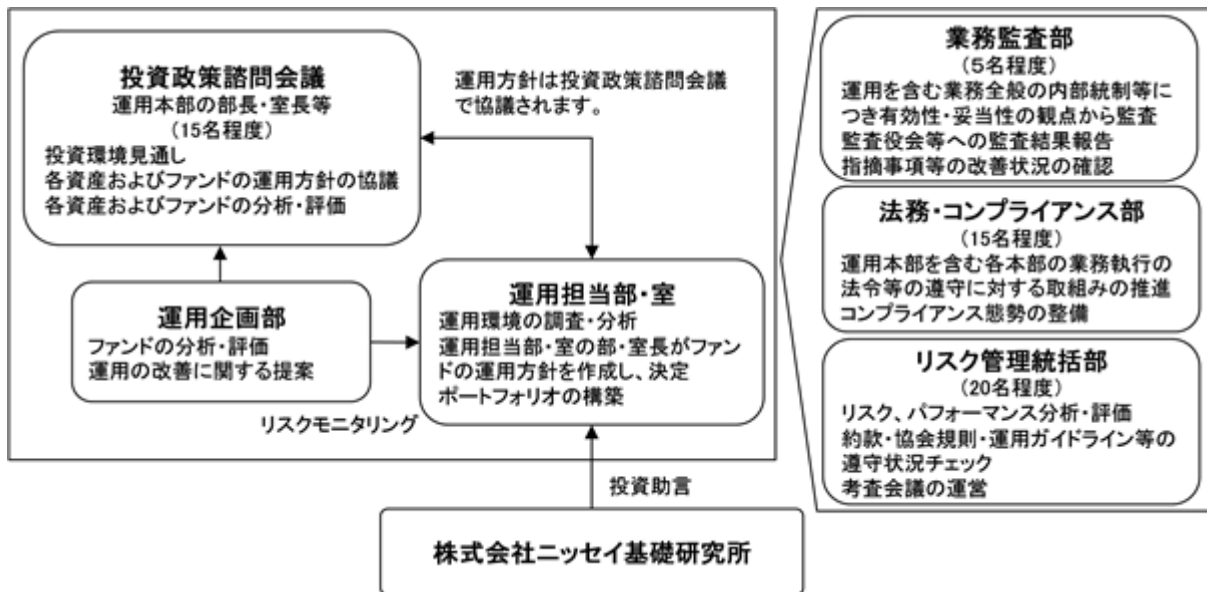 投資政策諮問会議
運用本部の部長・室長等
(15名程度)
投資環境見通し
各資産およびファンドの運用方針の協議
各資産およびファンドの分析・評価
運用方針は投資政策諮問会議
で協議されます。
運用企画部
ファンドの分析・評価
運用の改善に関する提案
運用担当部・室
運用環境の調査・分析
運用担当部・室の部・室長がファン
ドの運用方針を作成し、決定
ポートフォリオの構築
リスクモニタリング
投資助言
株式会社ニッセイ基礎研究所
業務監査部
(5名程度)
運用を含む業務全般の内部統制等に
つき有効性・妥当性の観点から監査
監査役会等への監査結果報告
指摘事項等の改善状況の確認
法務・コンプライアンス部
(15名程度)
運用本部を含む各本部の業務執行の
法令等の遵守に対する取組みの推進
コンプライアンス態勢の整備
リスク管理統括部
(20名程度)
リスク、パフォーマンス分析・評価
約款・協会規則・運用ガイドライン等の
遵守状況チェック
考査会議の運営